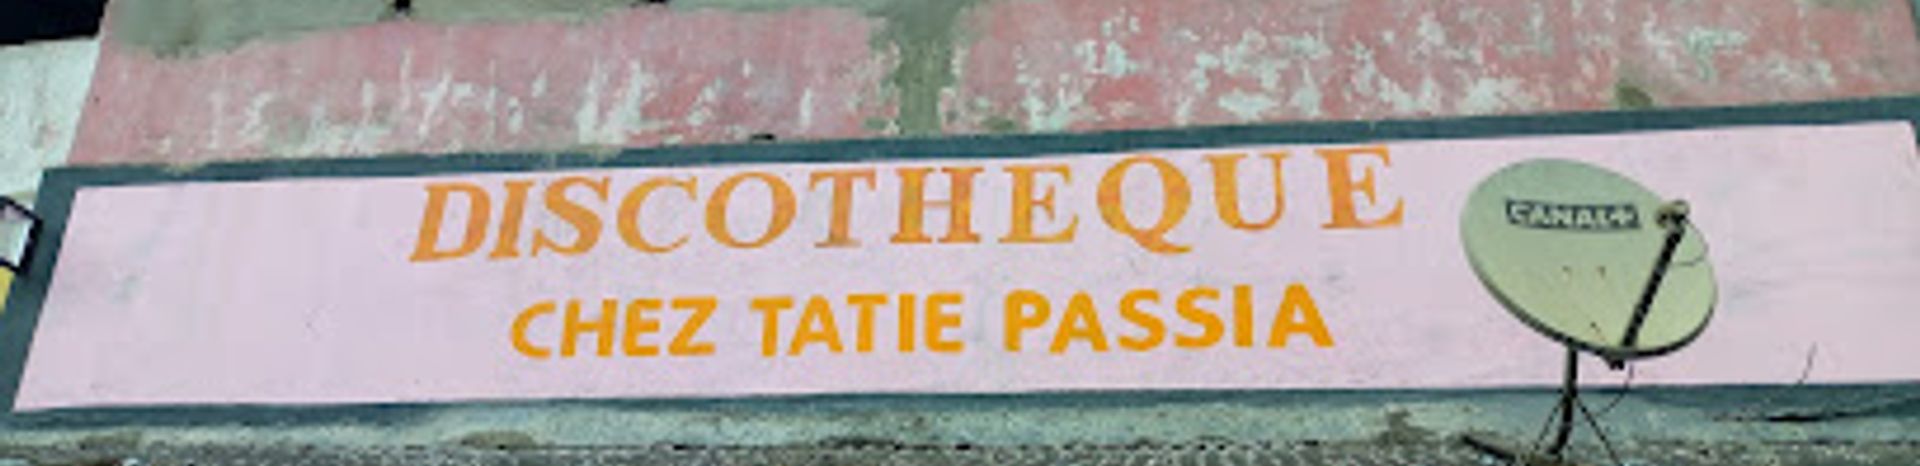 DISCOTHEQUE
CHEZ TATIE PASSIA
CANAL+